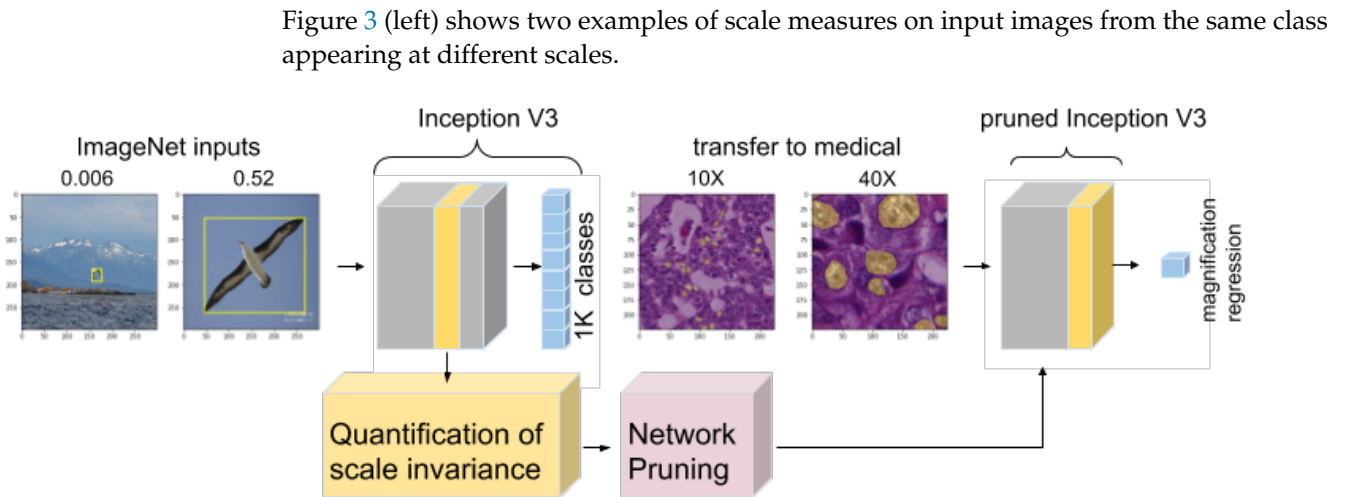 Figure 3 (left) shows two examples of scale measures on input images from the same class
appearing at different scales.
Inception V3
pruned Inception V3
ImageNet inputs
transfer to medical
0.006
0.52
10X
40X
1K classes
magnification
regression
Quantification of
scale invariance
Network
Pruning